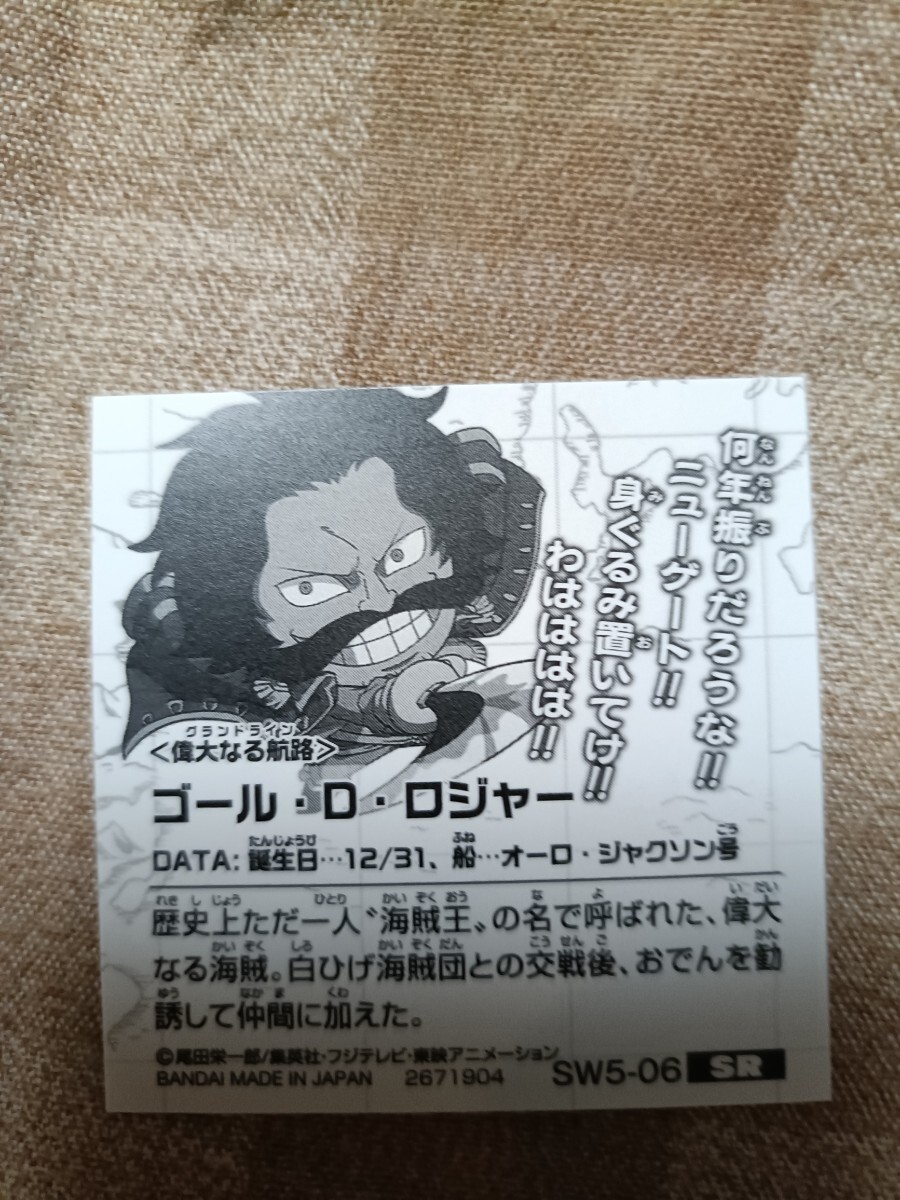 何年振りだろうな!!
ニューゲート!!
身ぐるみ置いてけ!!
わはははは!!
<偉大なる航路>
グランドライン
ゴール・D・ロジャー
DATA: 誕生日…12/31、船…オーロ・ジャクソン号
歴史上ただ一人〝海賊王〟の名で呼ばれた、偉大
なる海賊。白ひげ海賊団との交戦後、おでんを勧
誘して仲間に加えた。
©尾田栄一郎/集英社・フジテレビ・東映アニメーション
BANDAI MADE IN JAPAN 2671904 SW5-06 SR